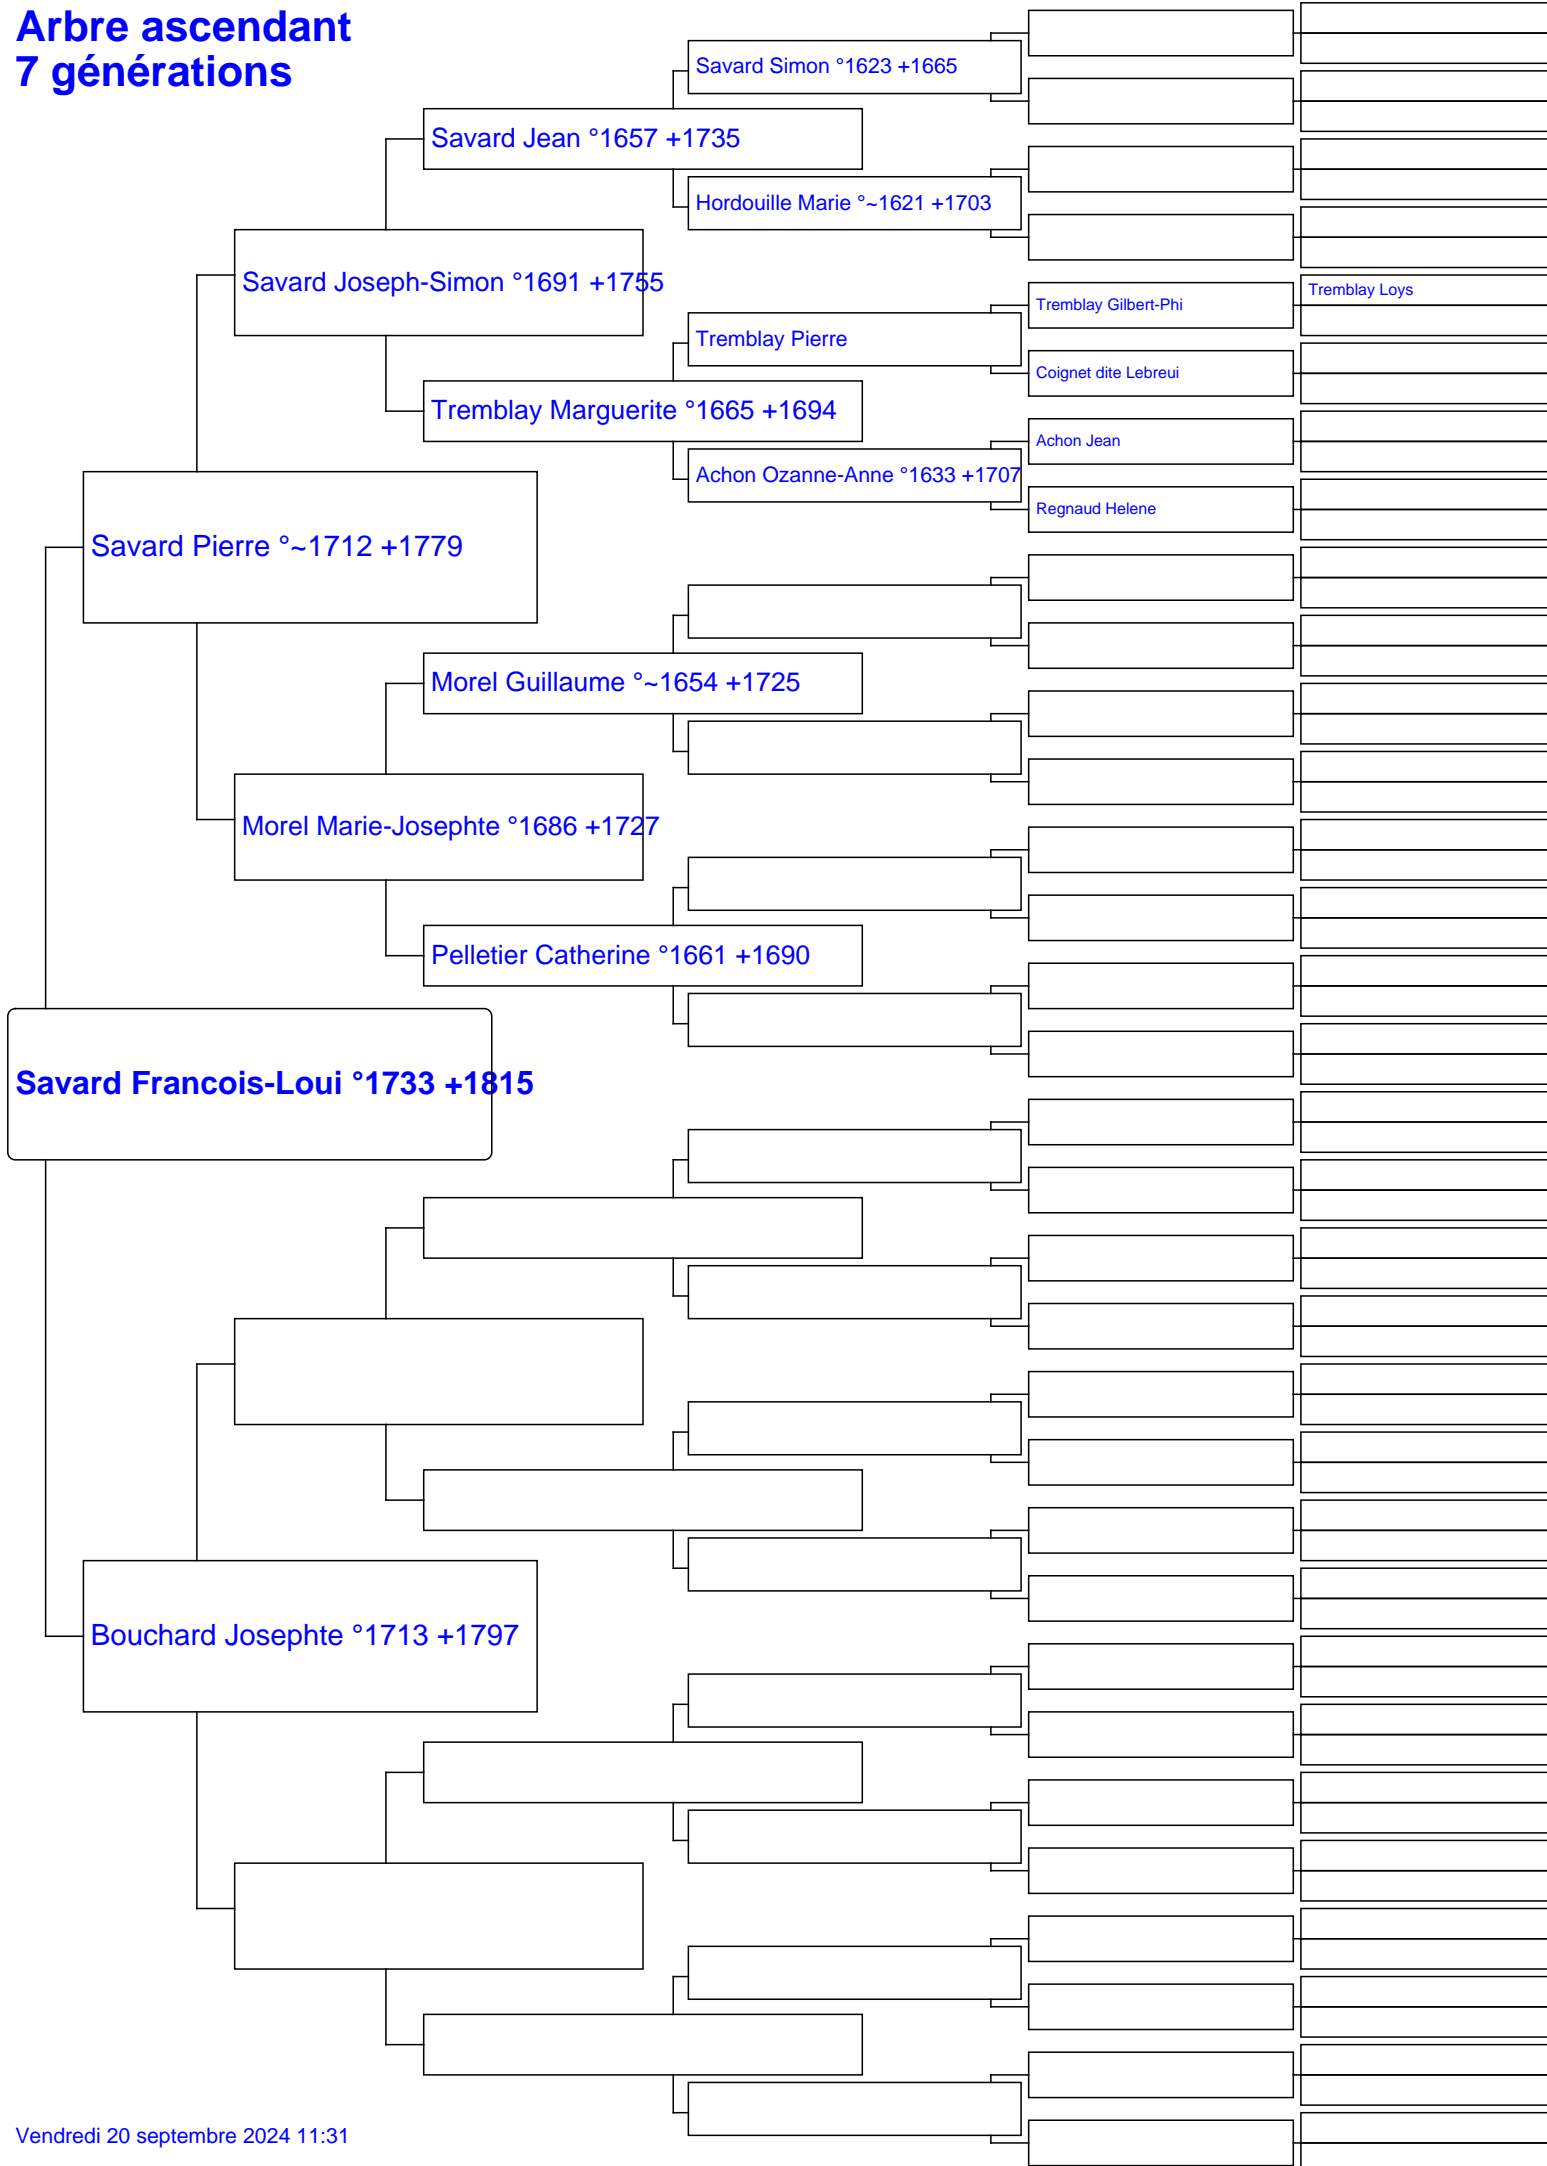 Arbre ascendant
7 générations
Savard Simon °1623 +1665
Savard Jean °1657 +1735
Hordouille Marie °~1621 +1703
Savard Joseph-Simon °1691 +1755
Tremblay Loys
Tremblay Gilbert-Phi
Tremblay Pierre
Coignet dite Lebreui
Tremblay Marguerite °1665 +1694
Achon Jean
Achon Ozanne-Anne °1633 +1707
Regnaud Helene
Savard Pierre °~1712 +1779
Morel Guillaume °~1654 +1725
Morel Marie-Josephte °1686 +1727
Pelletier Catherine °1661 +1690
Savard Francois-Loui °1733 +1815
Bouchard Josephte °1713 +1797
Vendredi 20 septembre 2024 11:31